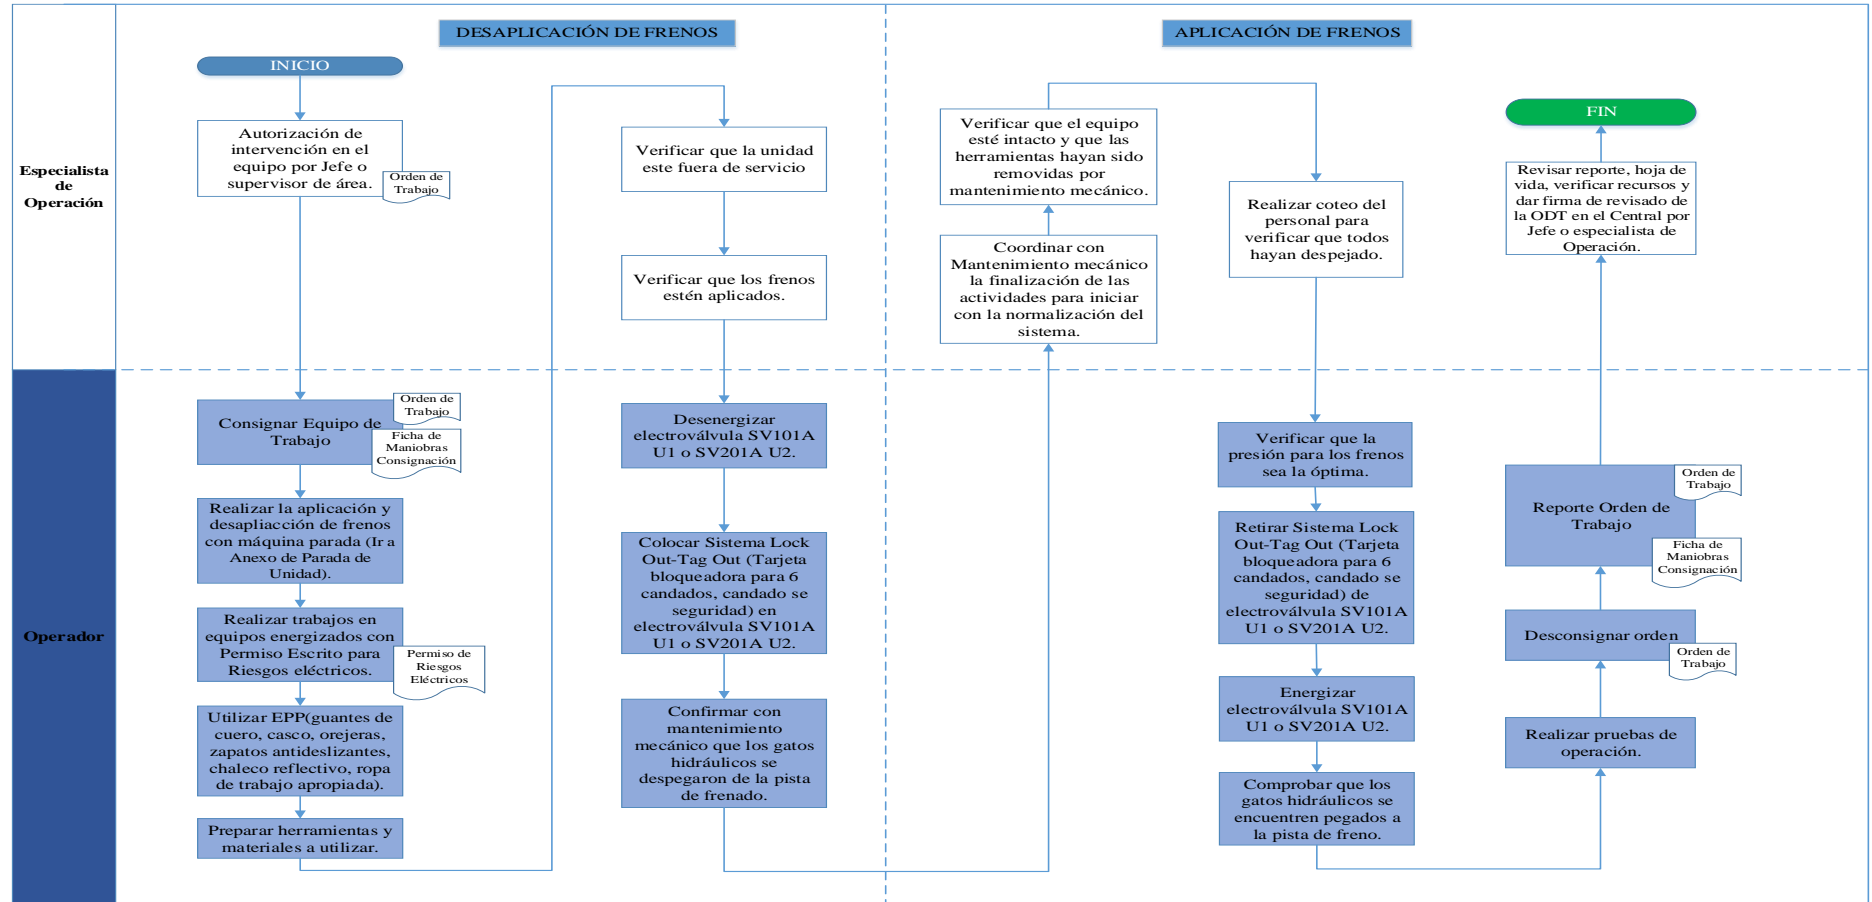 DESAPLICACIÓN DE FRENOS
APLICACIÓN DE FRENOS
Especialista
de
Operación
Operador
INICIO
Autorización de
intervención en el
equipo por Jefe o
supervisor de área.
Orden de
Trabajo
Consignar Equipo de
Trabajo
Orden de
Trabajo
Ficha de
Maniobras
Consignación
Realizar la aplicación y
desapliacción de frenos
con máquina parada (Ir a
Anexo de Parada de
Unidad).
Realizar trabajos en
equipos energizados con
Permiso Escrito para
Riesgos eléctricos.
Permiso de
Riesgos
Eléctricos
Utilizar EPP(guantes de
cuero, casco, orejeras,
zapatos antideslizantes,
chaleco reflectivo, ropa
de trabajo apropiada).
Preparar herramientas y
materiales a utilizar.
Verificar que la unidad
este fuera de servicio
Verificar que los frenos
estén aplicados.
Desenergizar
electroválvula SV101A
U1 o SV201A U2.
Colocar Sistema Lock
Out-Tag Out (Tarjeta
bloqueadora para 6
candados, candado se
seguridad) en
electroválvula SV101A
U1 o SV201A U2.
Confirmar con
mantenimiento
mecánico que los gatos
hidráulicos se
despegaron de la pista
de frenado.
Coordinar con
Mantenimiento mecánico
la finalización de las
actividades para iniciar
con la normalización del
sistema.
Verificar que el equipo
esté intacto y que las
herramientas hayan sido
removidas por
mantenimiento mecánico.
Realizar coteo del
personal para
verificar que todos
hayan despejado.
Verificar que la
presión para los frenos
sea la óptima.
Retirar Sistema Lock
Out-Tag Out (Tarjeta
bloqueadora para 6
candados, candado se
seguridad) de
electroválvula SV101A
U1 o SV201A U2.
Energizar
electroválvula SV101A
U1 o SV201A U2.
Comprobar que los
gatos hidráulicos se
encuentren pegados a
la pista de freno.
Realizar pruebas de
operación.
Desconsignar orden
Orden de
Trabajo
Reporte Orden de
Trabajo
Orden de
Trabajo
Ficha de
Maniobras
Consignación
Revisar reporte, hoja de
vida, verificar recursos y
dar firma de revisado de
la ODT en el Central por
Jefe o especialista de
Operación.
FIN